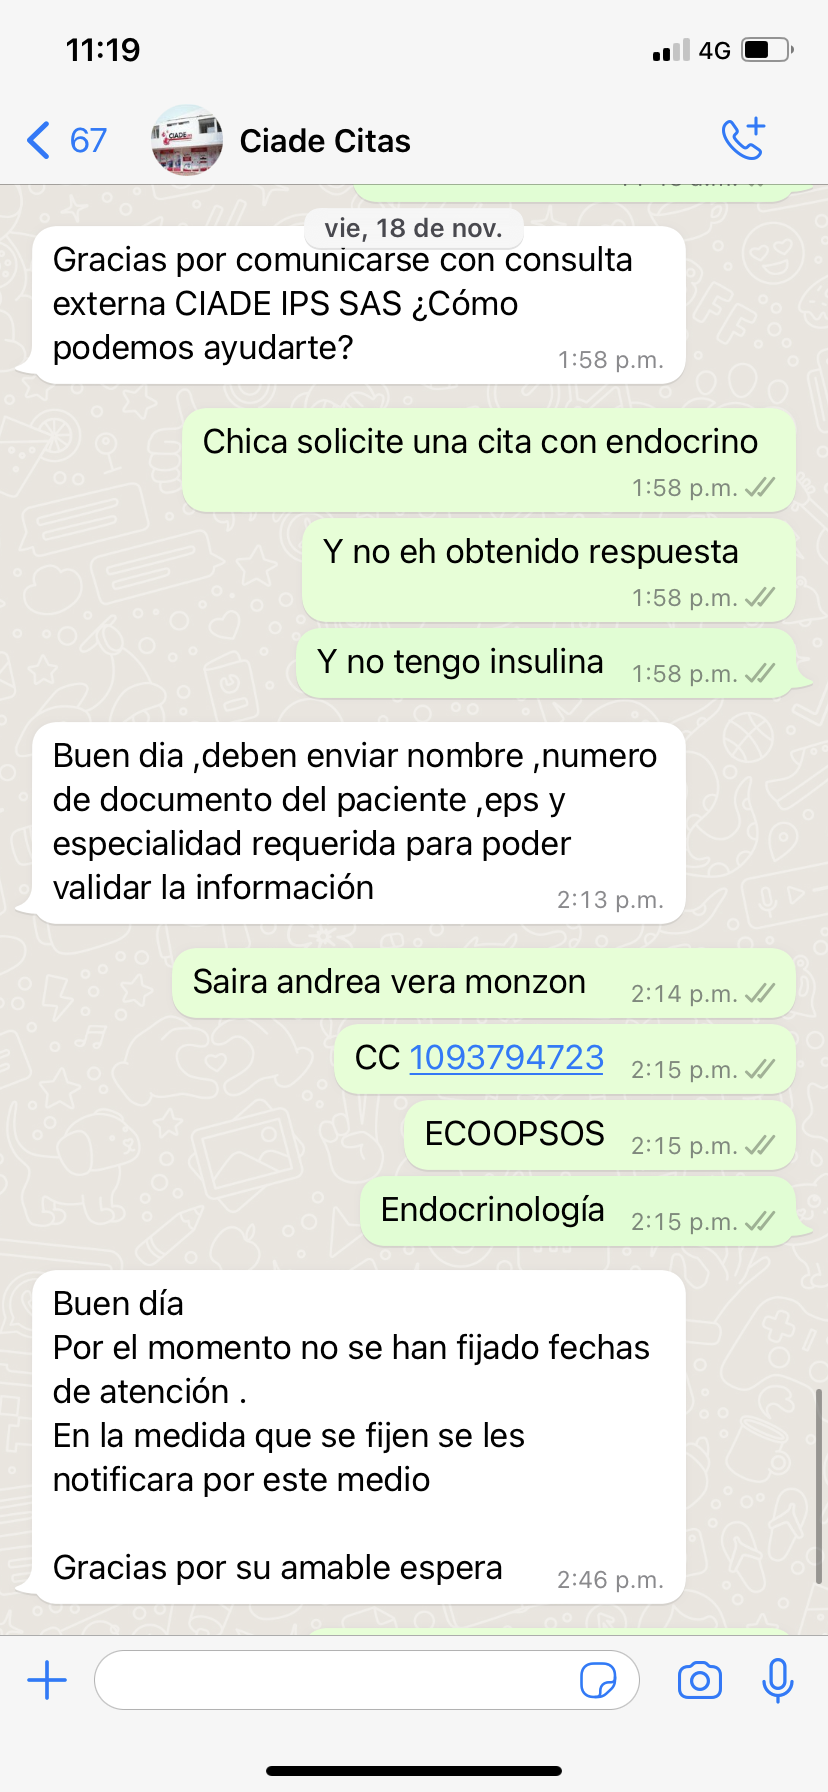 11:19
4G
67
CIADE
Ciade Citas
vie, 18 de nov.
Gracias por comunicarse con consulta
externa CIADE IPS SAS ¿Cómo
podemos ayudarte?
1:58 p.m.
Chica solicite una cita con endocrino
1:58 p.m.
Y no eh obtenido respuesta
1:58 p.m.
Y no tengo insulina
1:58 p.m.
Buen dia ,deben enviar nombre ,numero
de documento del paciente ,eps y
especialidad requerida para poder
validar la información
2:13 p.m.
Saira andrea vera monzon
2:14 p.m.
CC 1093794723
2:15 p.m.
ECOOPSOS
2:15 p.m.
Endocrinología
2:15 p.m.
Buen día
Por el momento no se han fijado fechas
de atención .
En la medida que se fijen se les
notificara por este medio
Gracias por su amable espera
2:46 p.m.